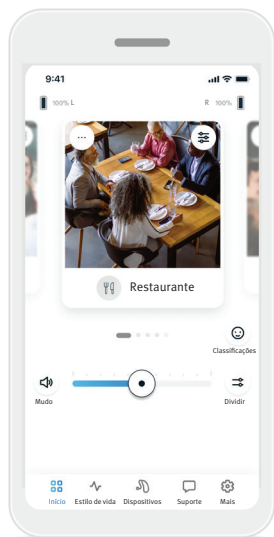 9:41
100% L
R 100%
Restaurante
Classificações
Mudo
Dividir
Início Estilo de vida Dispositivos Suporte Mais